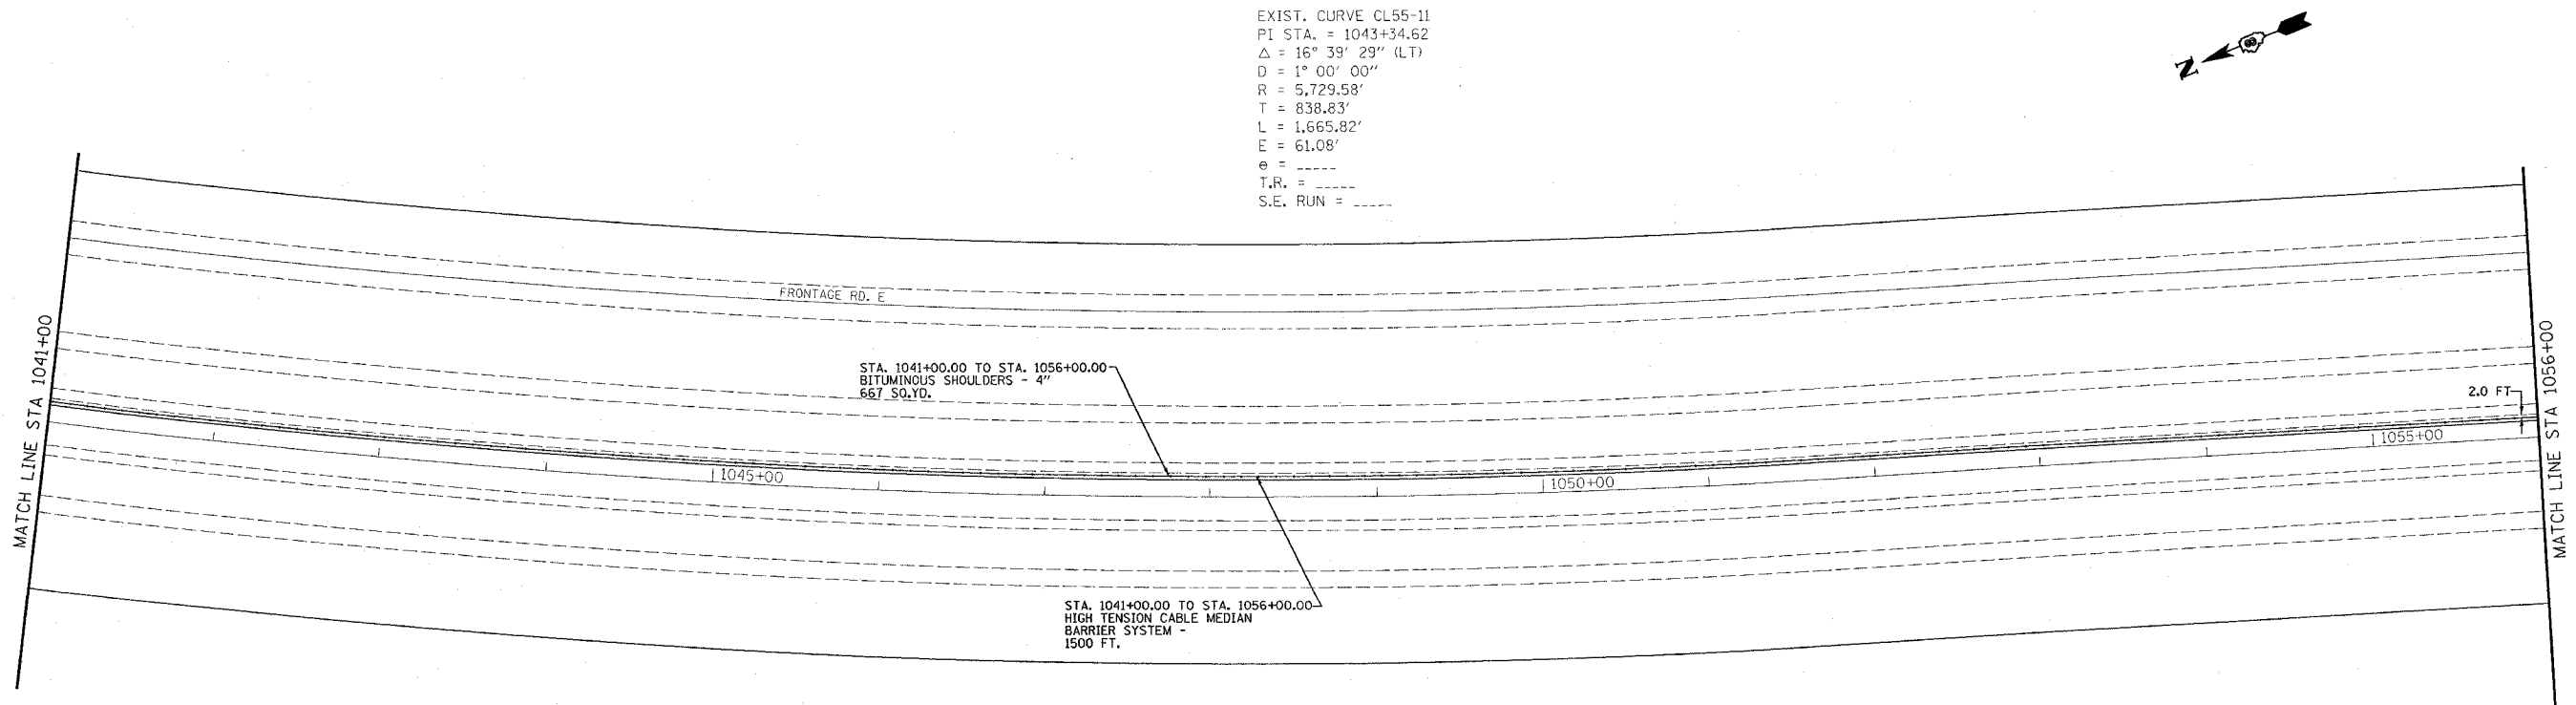 EXIST. CURVE CL55-11
PI STA. = 1043+34.62
Δ = 16° 39' 29" (LT)
D = 1° 00' 00"
R = 5,729.58'
T = 838.83'
L = 1,665.82'
E = 61.08'
e = _____
T.R. = _____
S.E. RUN = _____
N
MATCH LINE STA 1041+00
FRONTAGE RD. E
STA. 1041+00.00 TO STA. 1056+00.00
BITUMINOUS SHOULDERS - 4"
667 SQ.YD.
2.0 FT
1045+00
1050+00
1055+00
STA. 1041+00.00 TO STA. 1056+00.00
HIGH TENSION CABLE MEDIAN
BARRIER SYSTEM -
1500 FT.
MATCH LINE STA 1056+00